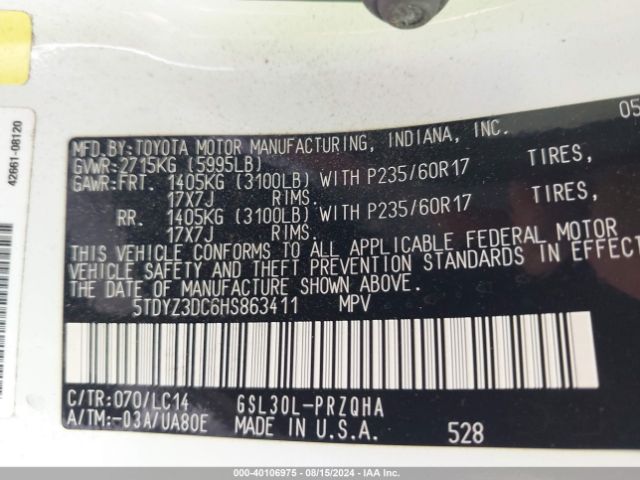 42661-08120
05
MFD.BY:TOYOTA MOTOR MANUFACTURING, INDIANA, INC.
GVWR:2715KG (5995LB)
GAWR:FRT. 1405KG (3100LB) WITH P235/60R17 TIRES,
17X7J RIMS.
RR. 1405KG (3100LB) WITH P235/60R17 TIRES,
17X7J RIMS.
THIS VEHICLE CONFORMS TO ALL APPLICABLE FEDERAL MOTOR
VEHICLE SAFETY AND THEFT PREVENTION STANDARDS IN EFFECT
THE DATE OF MANUFACTURE SHOWN ABOVE.
5TDYZ3DC6HS863411 MPV
C/TR:070/LC14 GSL30L-PRZQHA
A/TM:-03A/UA80E MADE IN U.S.A. 528
©COPY - 40106975 - 08/15/2024 - IAA Inc.